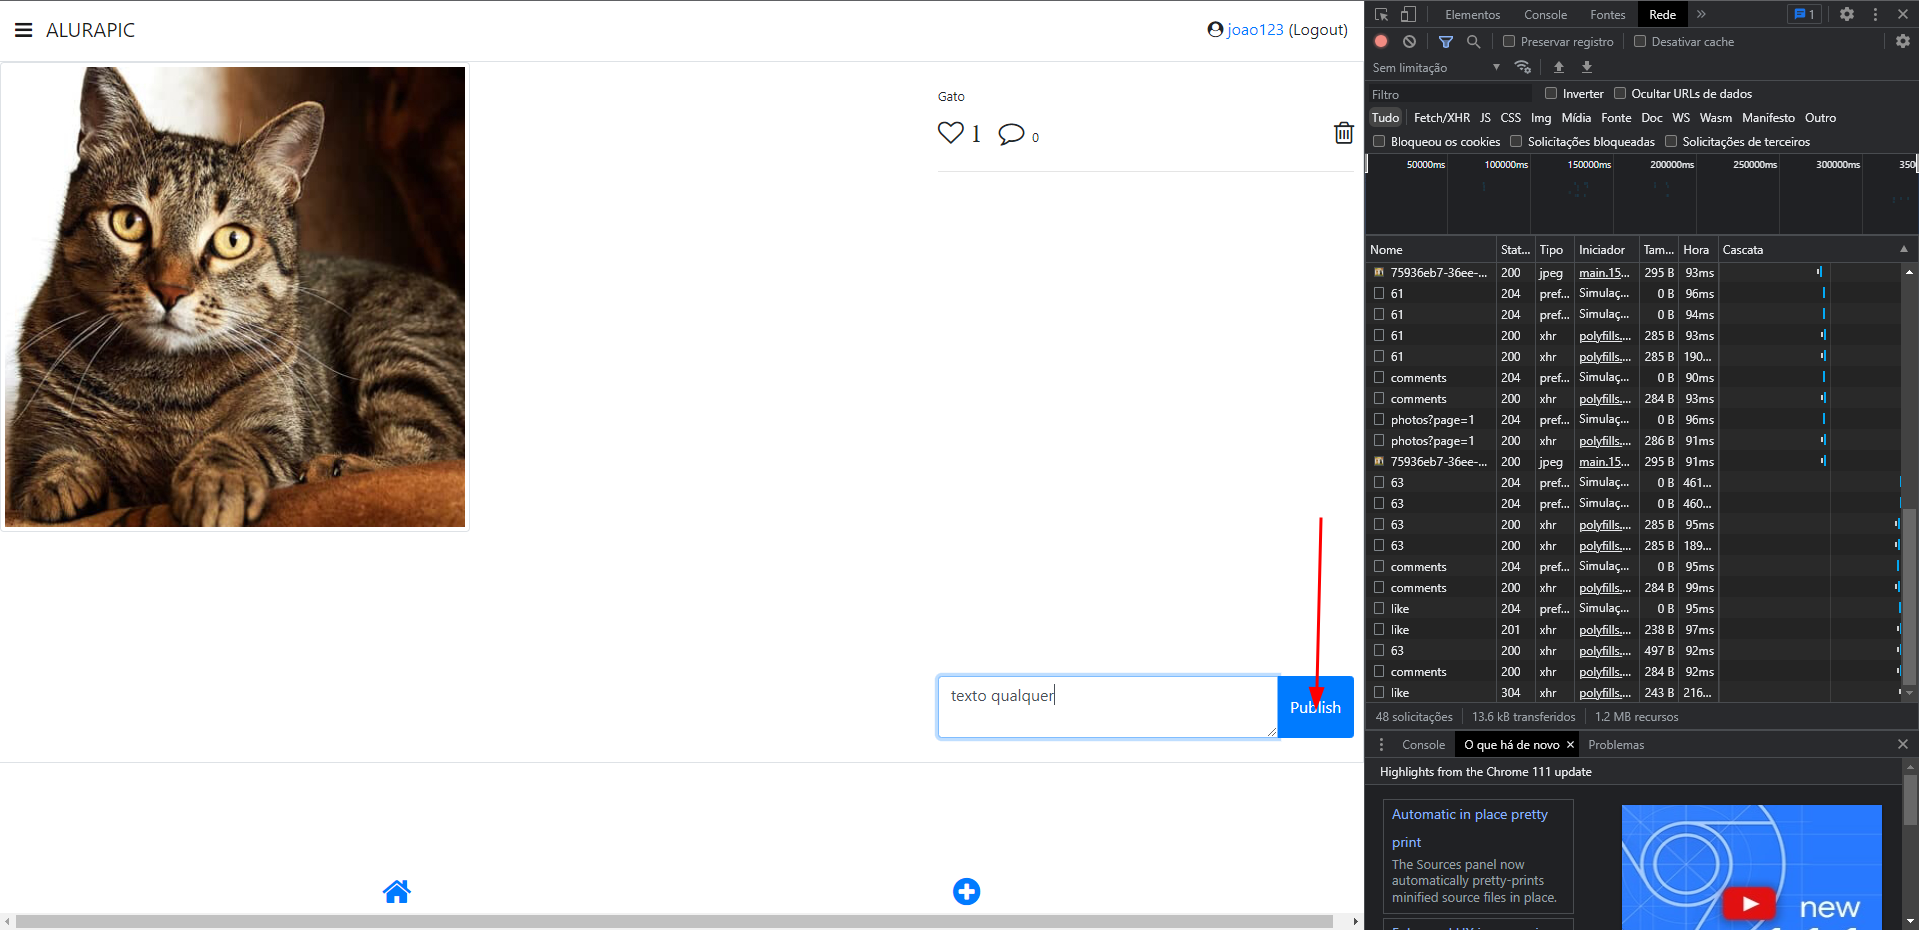 ALURAPIC
joao123 (Logout)
Gato
1 0
texto qualquer
Publish
Elementos Console Fontes Rede 1
Preservar registro Desativar cache
Sem limitação
Filtro Inverter Ocultar URLs de dados
Tudo Fetch/XHR JS CSS Img Mídia Fonte Doc WS Wasm Manifesto Outro
Bloqueou os cookies Solicitações bloqueadas Solicitações de terceiros
50000ms 100000ms 150000ms 200000ms 250000ms 300000ms 350
Nome Stat... Tipo Iniciador Tam... Hora Cascata
75936eb7-36ee-... 200 jpeg main.15... 295 B 93ms
61 204 pref... Simulaç... 0 B 96ms
61 204 pref... Simulaç... 0 B 94ms
61 200 xhr polyfills.... 285 B 93ms
61 200 xhr polyfills.... 285 B 190...
comments 204 pref... Simulaç... 0 B 90ms
comments 200 xhr polyfills.... 284 B 93ms
photos?page=1 204 pref... Simulaç... 0 B 96ms
photos?page=1 200 xhr polyfills.... 286 B 91ms
75936eb7-36ee-... 200 jpeg main.15... 295 B 91ms
63 204 pref... Simulaç... 0 B 461...
63 204 pref... Simulaç... 0 B 460...
63 200 xhr polyfills.... 285 B 95ms
63 200 xhr polyfills.... 285 B 189...
comments 204 pref... Simulaç... 0 B 95ms
comments 200 xhr polyfills.... 284 B 99ms
like 204 pref... Simulaç... 0 B 95ms
like 201 xhr polyfills.... 238 B 97ms
63 200 xhr polyfills.... 497 B 92ms
comments 200 xhr polyfills.... 284 B 92ms
like 304 xhr polyfills.... 243 B 216...
48 solicitações 13.6 kB transferidos 1.2 MB recursos
Console O que há de novo Problemas
Highlights from the Chrome 111 update
Automatic in place pretty
print
The Sources panel now
automatically pretty-prints
minified source files in place.
new